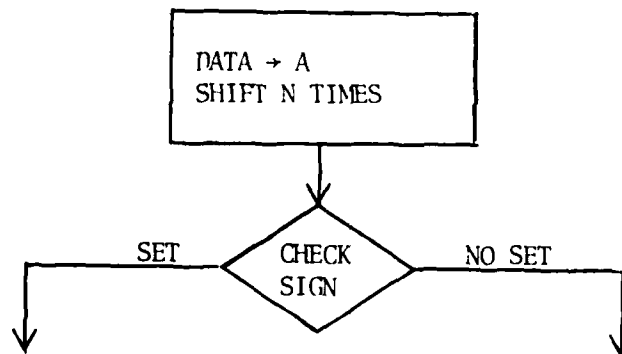 DATA → A
SHIFT N TIMES
SET
CHECK
SIGN
NO SET